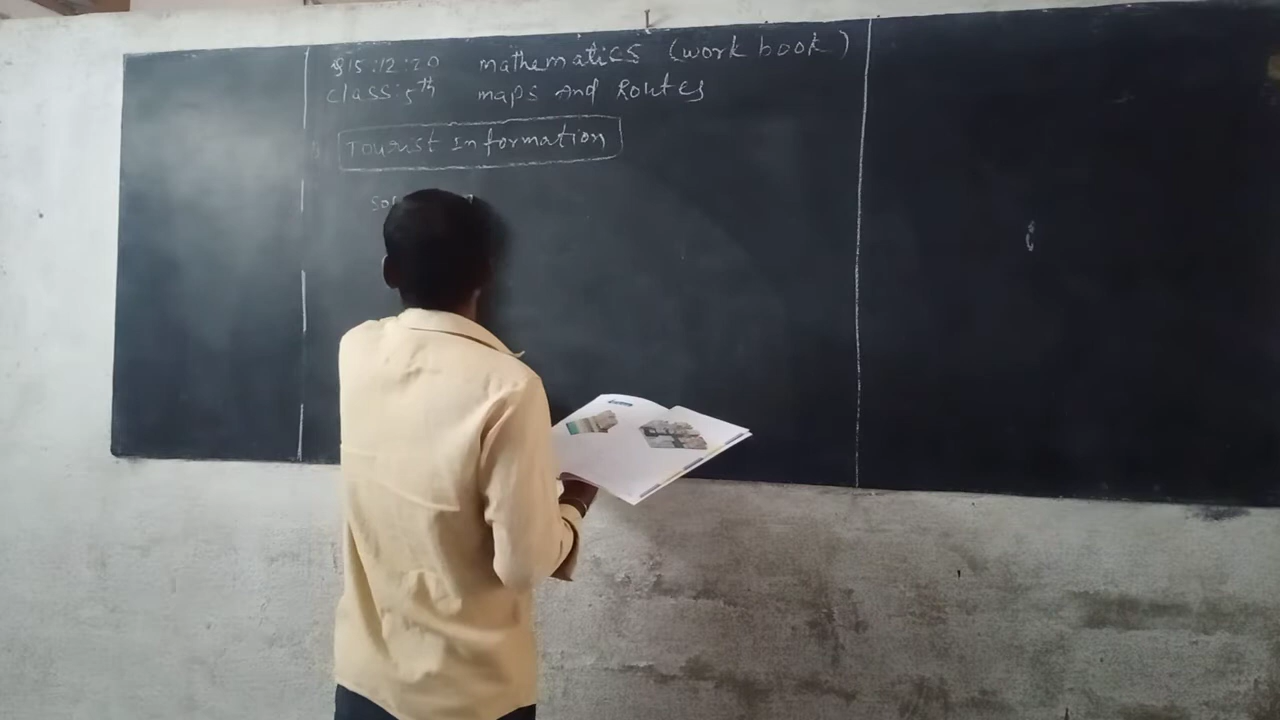 15:12:20 mathematics (work book)
class:5th maps And Routes
Tourist Information